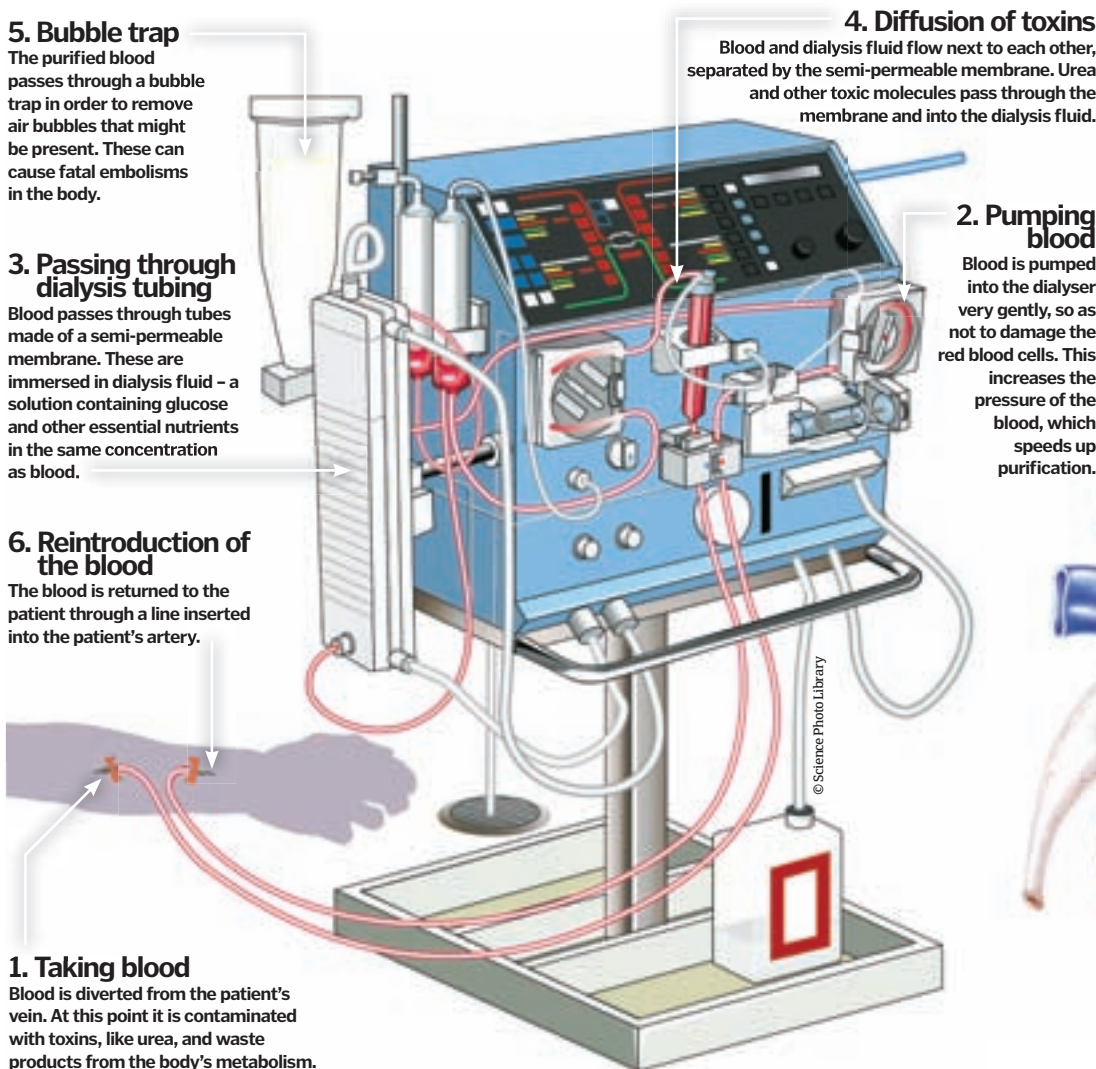 5. Bubble trap
The purified blood
passes through a bubble
trap in order to remove
air bubbles that might
be present. These can
cause fatal embolisms
in the body.
4. Diffusion of toxins
Blood and dialysis fluid flow next to each other,
separated by the semi-permeable membrane. Urea
and other toxic molecules pass through the
membrane and into the dialysis fluid.
3. Passing through
dialysis tubing
Blood passes through tubes
made of a semi-permeable
membrane. These are
immersed in dialysis fluid – a
solution containing glucose
and other essential nutrients
in the same concentration
as blood.
2. Pumping
blood
Blood is pumped
into the dialyser
very gently, so as
not to damage the
red blood cells. This
increases the
pressure of the
blood, which
speeds up
purification.
6. Reintroduction of
the blood
The blood is returned to the
patient through a line inserted
into the patient's artery.
© Science Photo Library
1. Taking blood
Blood is diverted from the patient's
vein. At this point it is contaminated
with toxins, like urea, and waste
products from the body's metabolism.